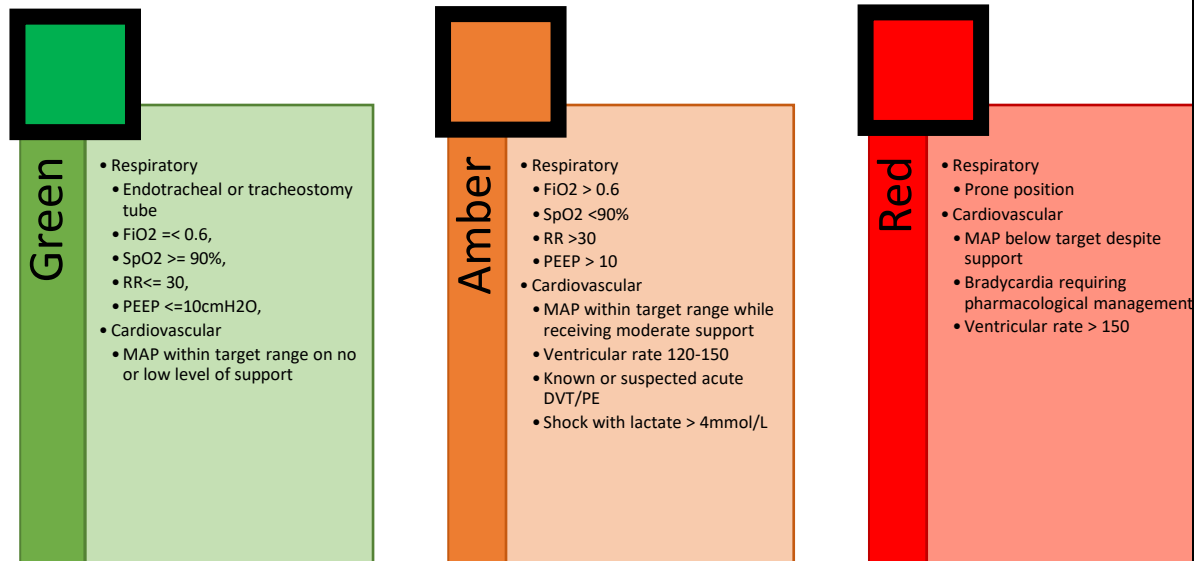 Green
• Respiratory
• Endotracheal or tracheostomy
tube
• FiO2 =< 0.6,
• SpO2 >= 90%,
• RR<= 30,
• PEEP <=10cmH2O,
• Cardiovascular
• MAP within target range on no
or low level of support
Amber
• Respiratory
• FiO2 > 0.6
• SpO2 <90%
• RR >30
• PEEP > 10
• Cardiovascular
• MAP within target range while
receiving moderate support
• Ventricular rate 120-150
• Known or suspected acute
DVT/PE
• Shock with lactate > 4mmol/L
Red
• Respiratory
• Prone position
• Cardiovascular
• MAP below target despite
support
• Bradycardia requiring
pharmacological management
• Ventricular rate > 150